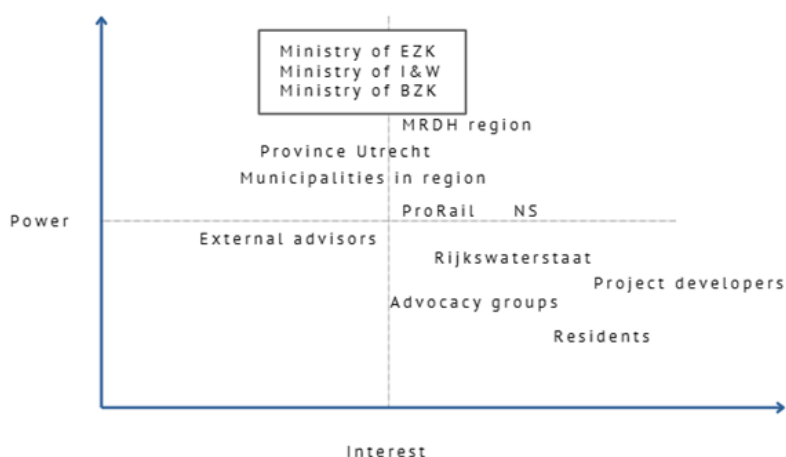 Ministry of EZK
Ministry of I&W
Ministry of BZK
MRDH region
Province Utrecht
Municipalities in region
ProRail NS
Power
External advisors
Rijkswaterstaat
Project developers
Advocacy groups
Residents
Interest